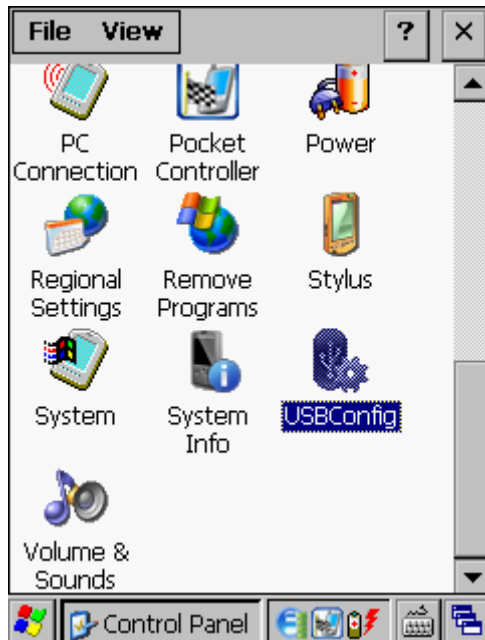 File View ? ×
PC Connection
Pocket Controller
Power
Regional Settings
Remove Programs
Stylus
System
System Info
USBConfig
Volume & Sounds
Control Panel